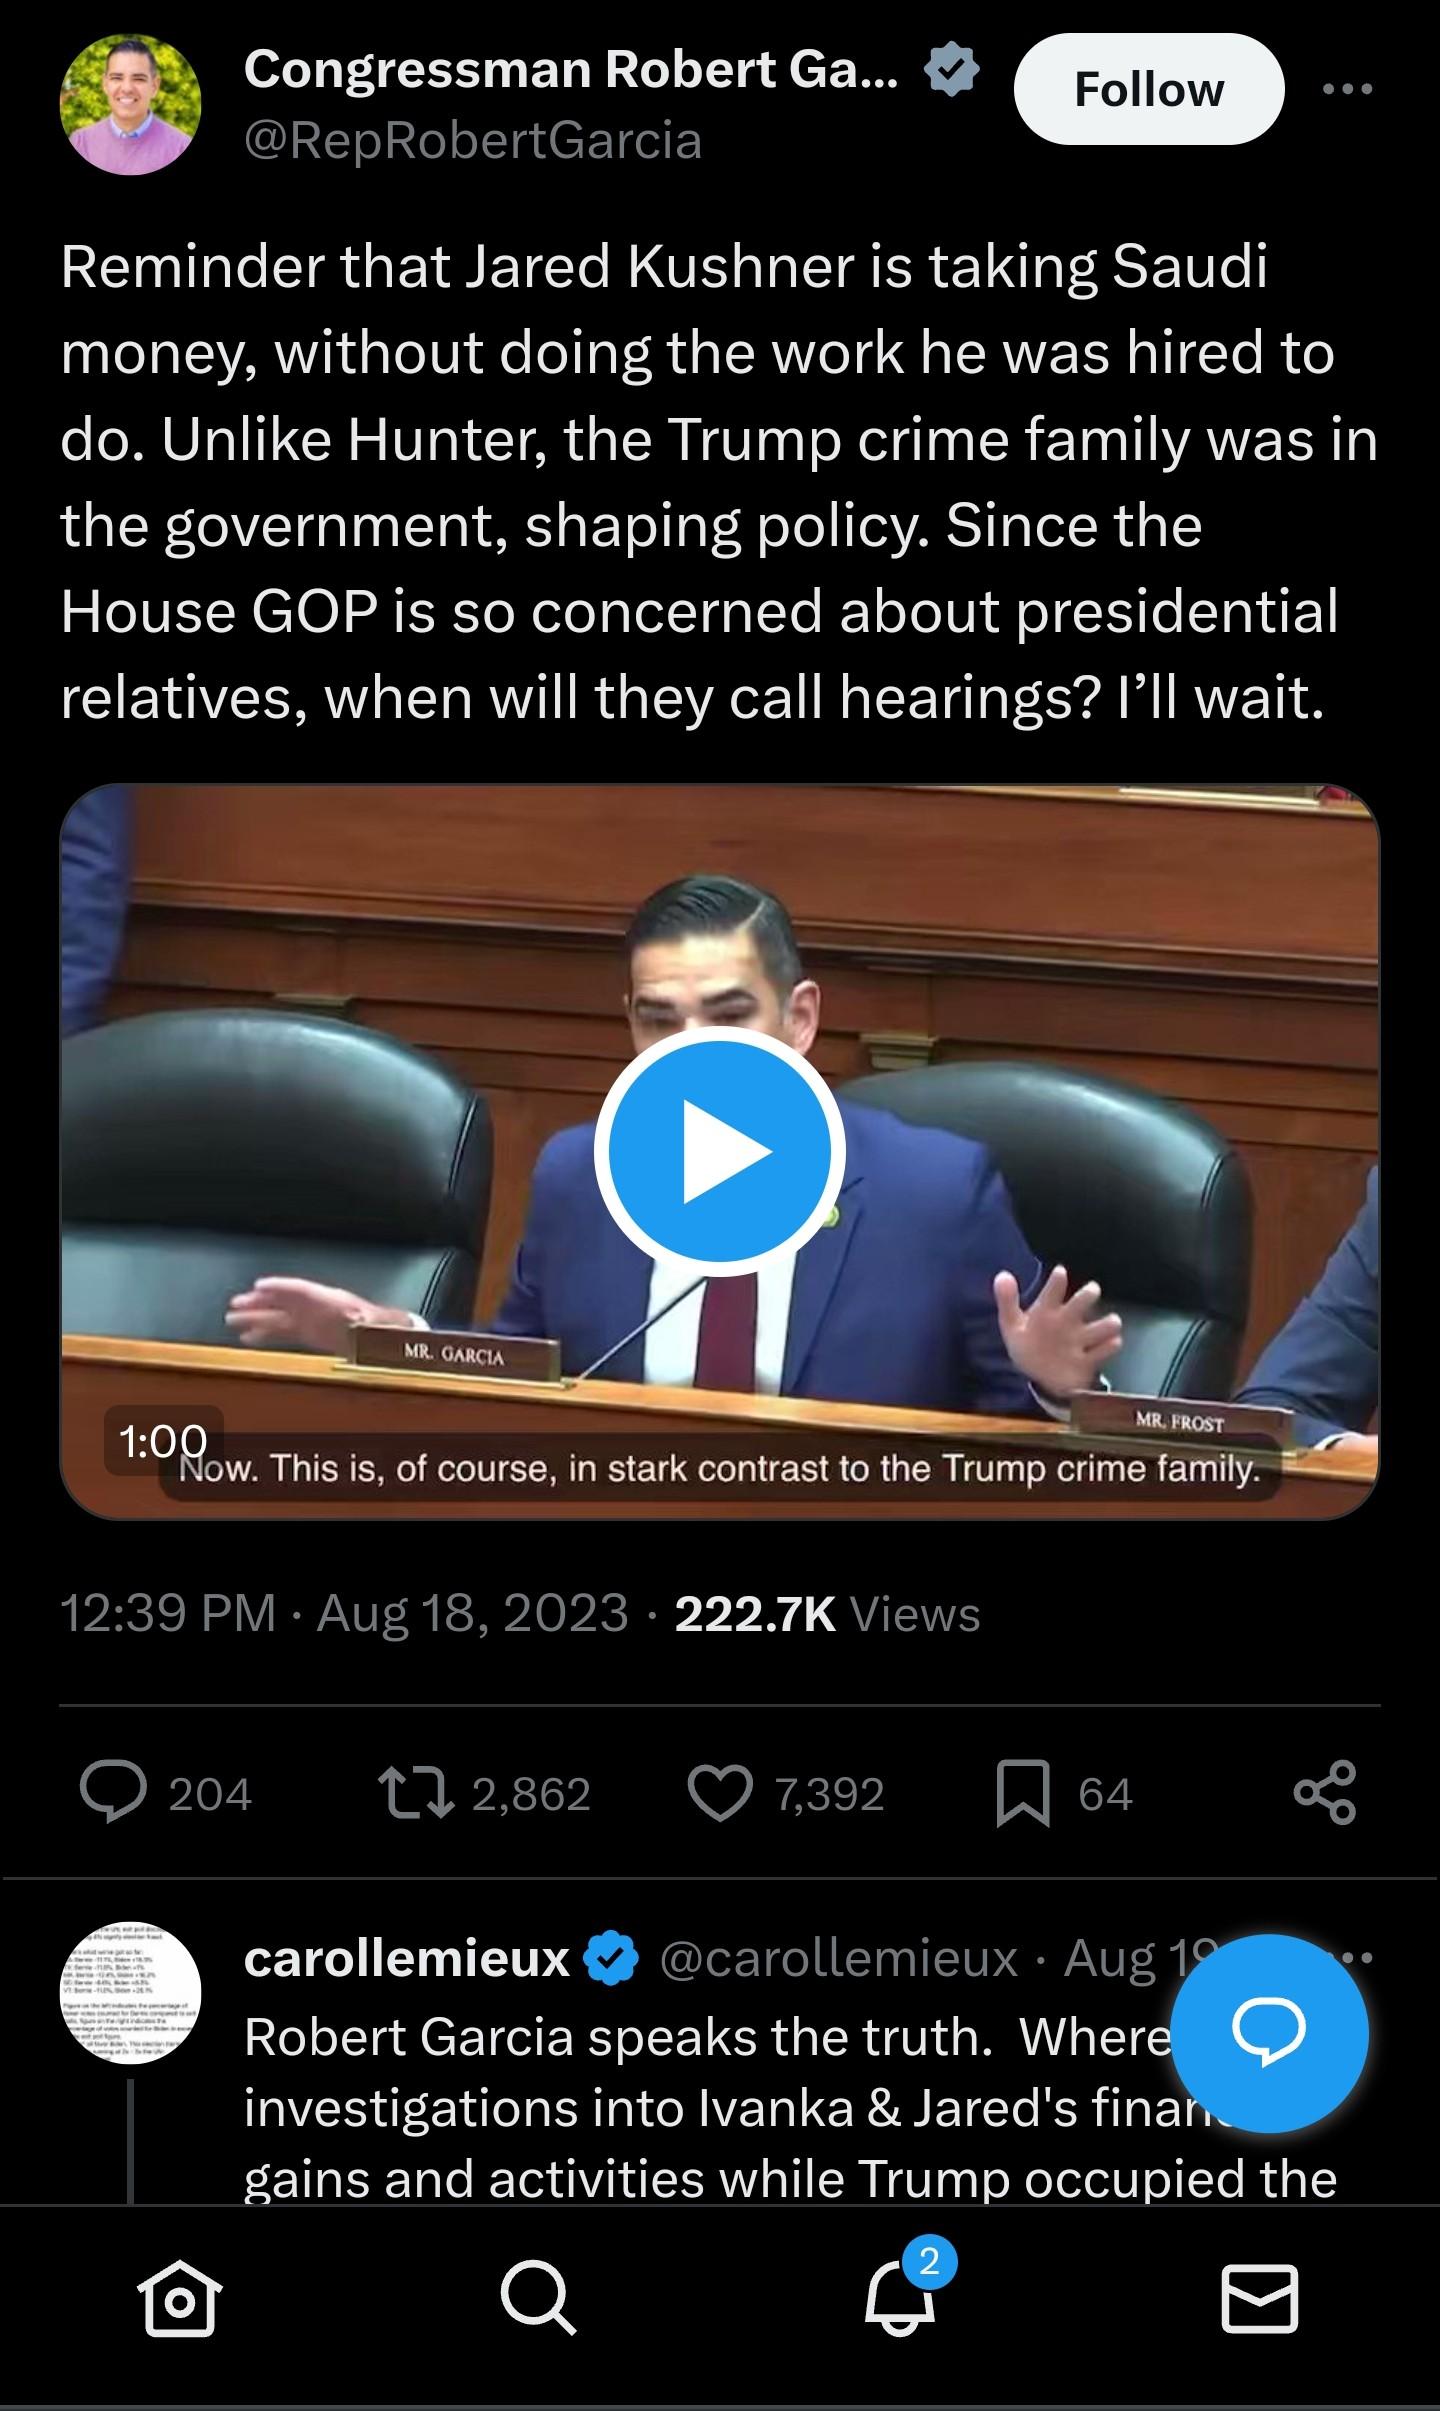 Congressman Robert Ga...
Follow
@RepRobertGarcia
Reminder that Jared Kushner is taking Saudi
money, without doing the work he was hired to
do. Unlike Hunter, the Trump crime family was in
the government, shaping policy. Since the
House GOP is so concerned about presidential
relatives, when will they call hearings? I’ll wait.
MR. GARCIA
MR. FROST
1:00
Now. This is, of course, in stark contrast to the Trump crime family.
12:39 PM · Aug 18, 2023 · 222.7K Views
204 2,862 7,392 64
carollemieux @carollemieux · Aug 19
Robert Garcia speaks the truth. Where
investigations into Ivanka & Jared's
gains and activities while Trump occupied the
2